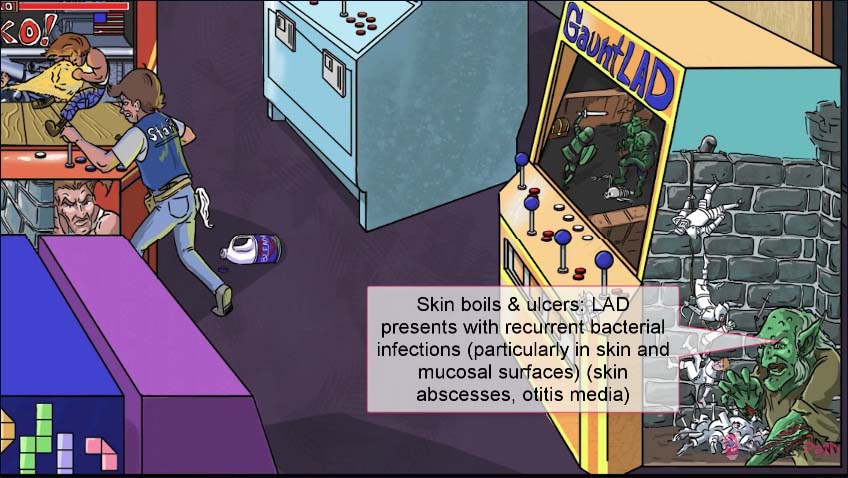 KO!
GauntLAD
Staff
BLEACH
Skin boils & ulcers: LAD
presents with recurrent bacterial
infections (particularly in skin and
mucosal surfaces) (skin
abscesses, otitis media)